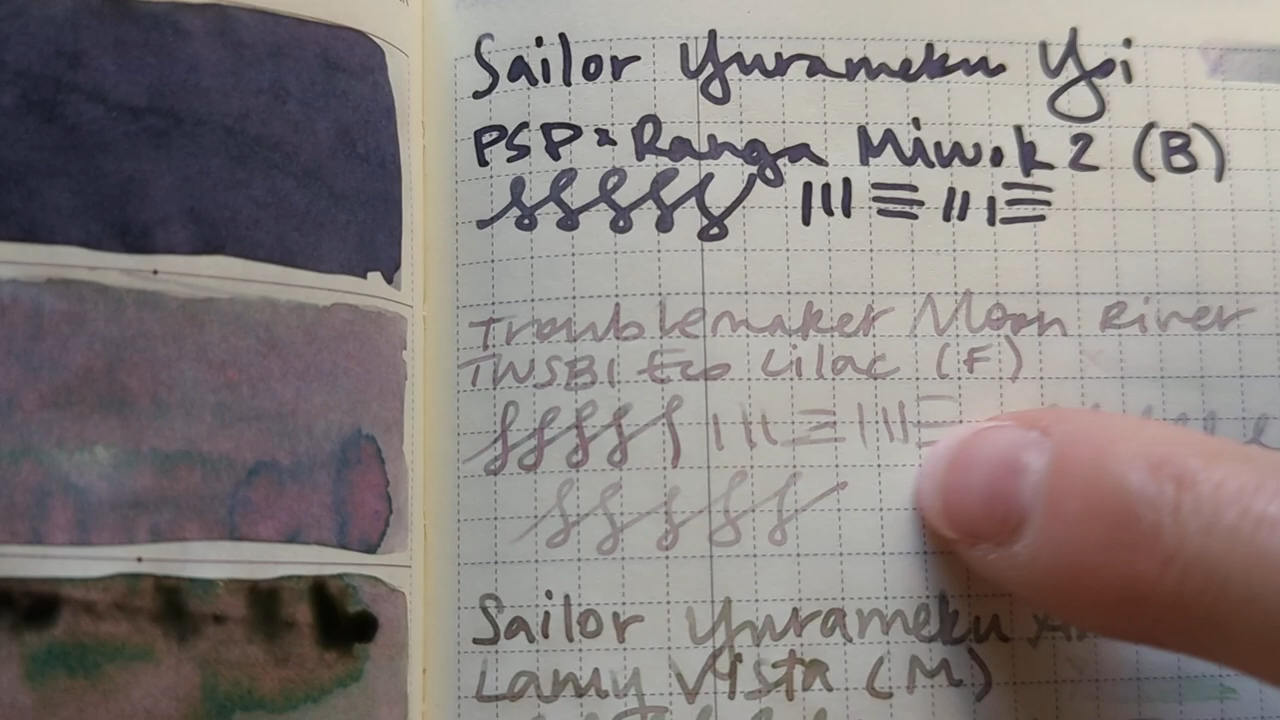 Sailor Yurameku Yoi
PSP x Ranga Miwok 2 (B)
Troublemaker Moon River
TWSBI Eco Lilac (F)
Sailor Yurameku
Lamy Vista (M)